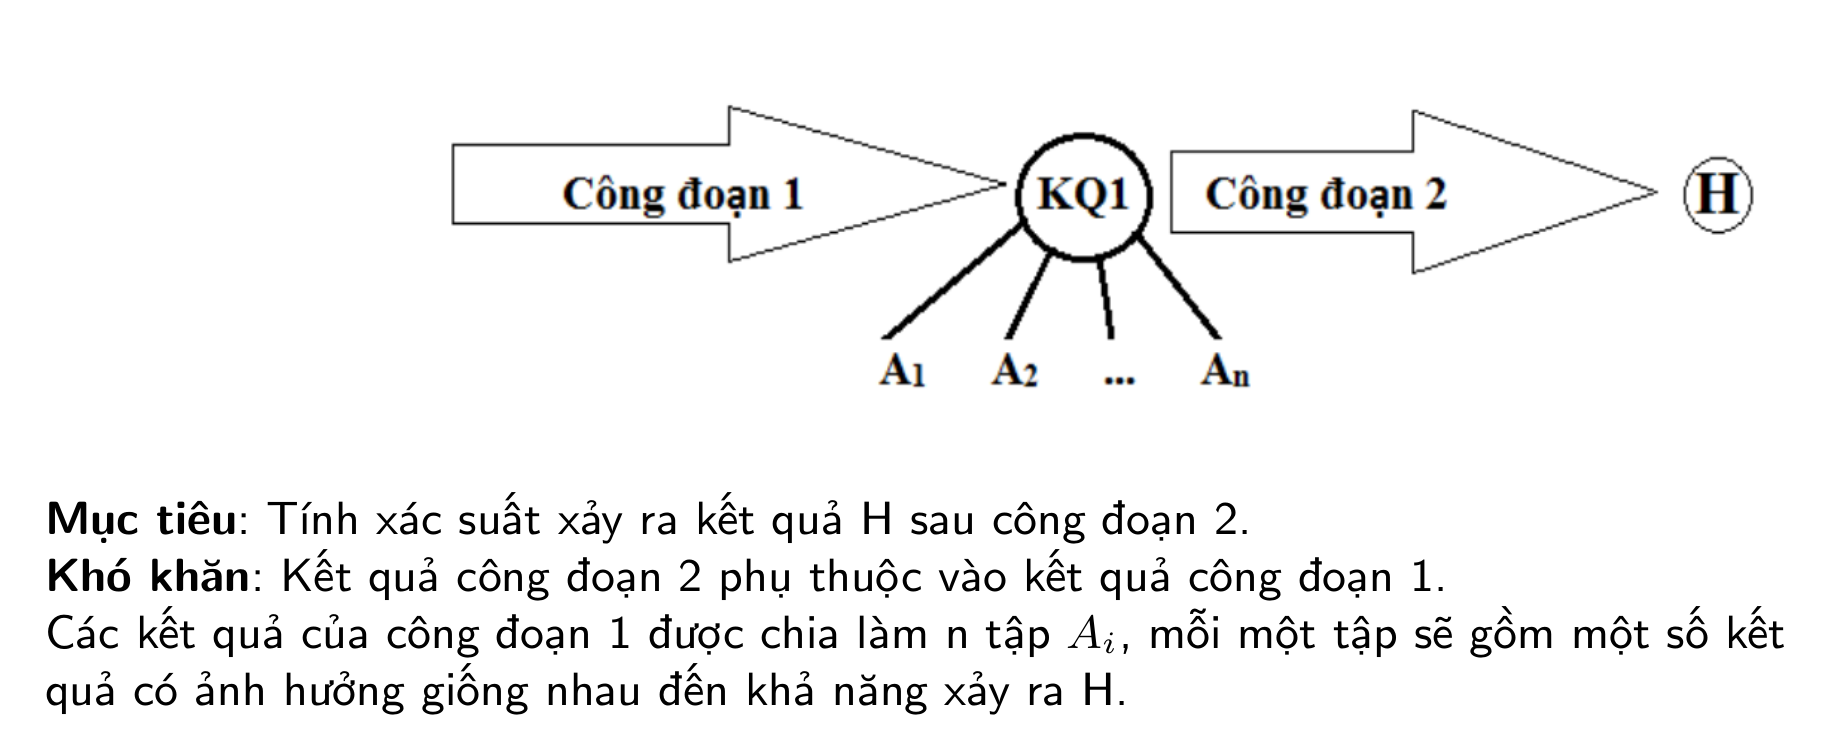 Công đoạn 1
KQ1
Công đoạn 2
H
A1 A2 ... An
Mục tiêu: Tính xác suất xảy ra kết quả H sau công đoạn 2.
Khó khăn: Kết quả công đoạn 2 phụ thuộc vào kết quả công đoạn 1.
Các kết quả của công đoạn 1 được chia làm n tập A_i, mỗi một tập sẽ gồm một số kết
quả có ảnh hưởng giống nhau đến khả năng xảy ra H.